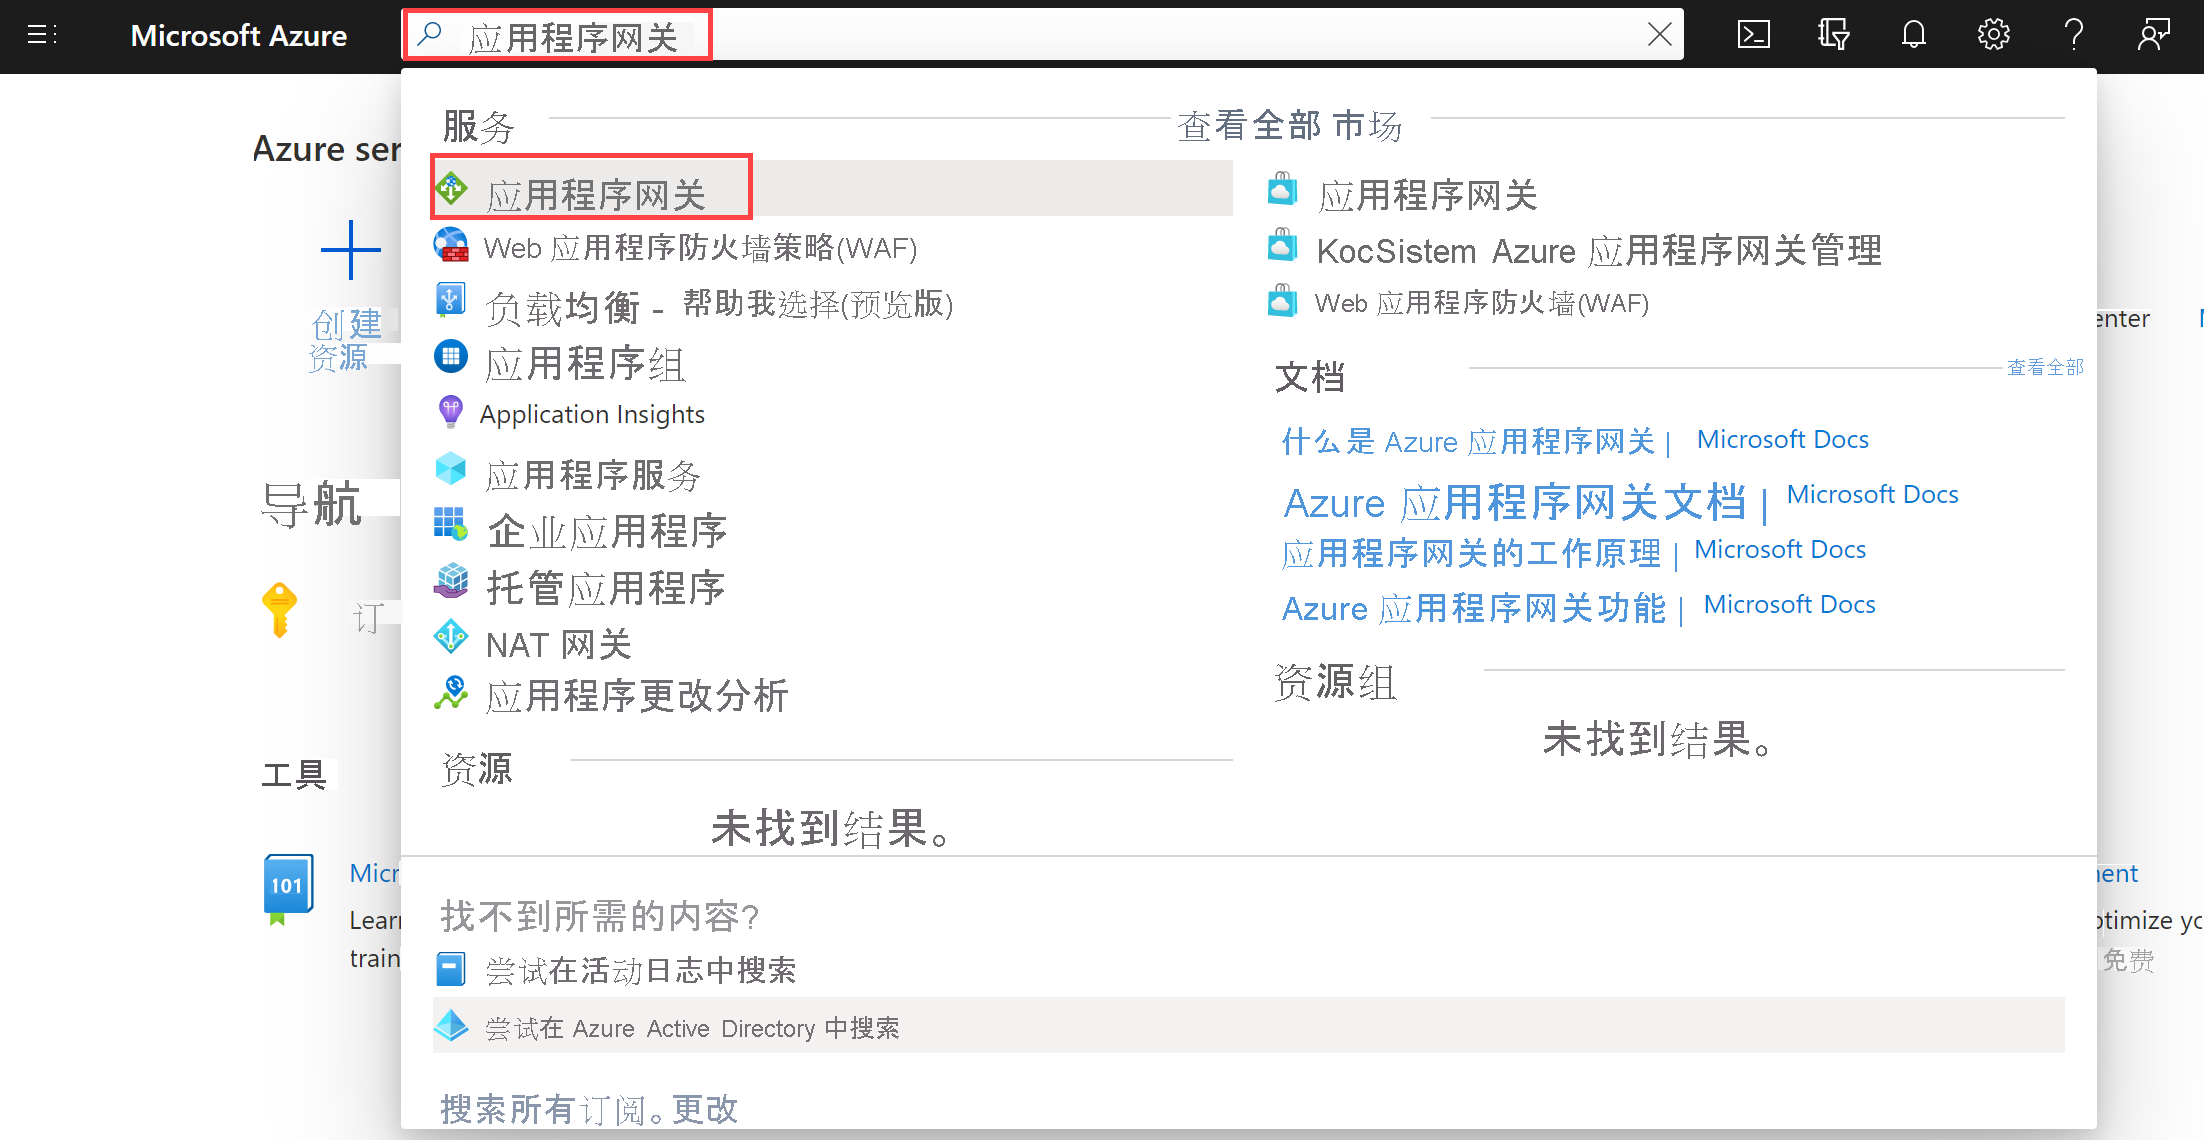 Microsoft Azure
应用程序网关
Azure ser
创建
资源
导航
订
工具
101
Micr
Lear
train
服务
应用程序网关
Web 应用程序防火墙策略(WAF)
负载均衡 - 帮助我选择(预览版)
应用程序组
Application Insights
应用程序服务
企业应用程序
托管应用程序
NAT 网关
应用程序更改分析
资源
未找到结果。
查看全部 市场
应用程序网关
KocSistem Azure 应用程序网关管理
Web 应用程序防火墙(WAF)
文档
查看全部
什么是 Azure 应用程序网关 | Microsoft Docs
Azure 应用程序网关文档 | Microsoft Docs
应用程序网关的工作原理 | Microsoft Docs
Azure 应用程序网关功能 | Microsoft Docs
资源组
未找到结果。
找不到所需的内容?
尝试在活动日志中搜索
尝试在 Azure Active Directory 中搜索
搜索所有订阅。更改
enter
ent
ptimize yo
免费